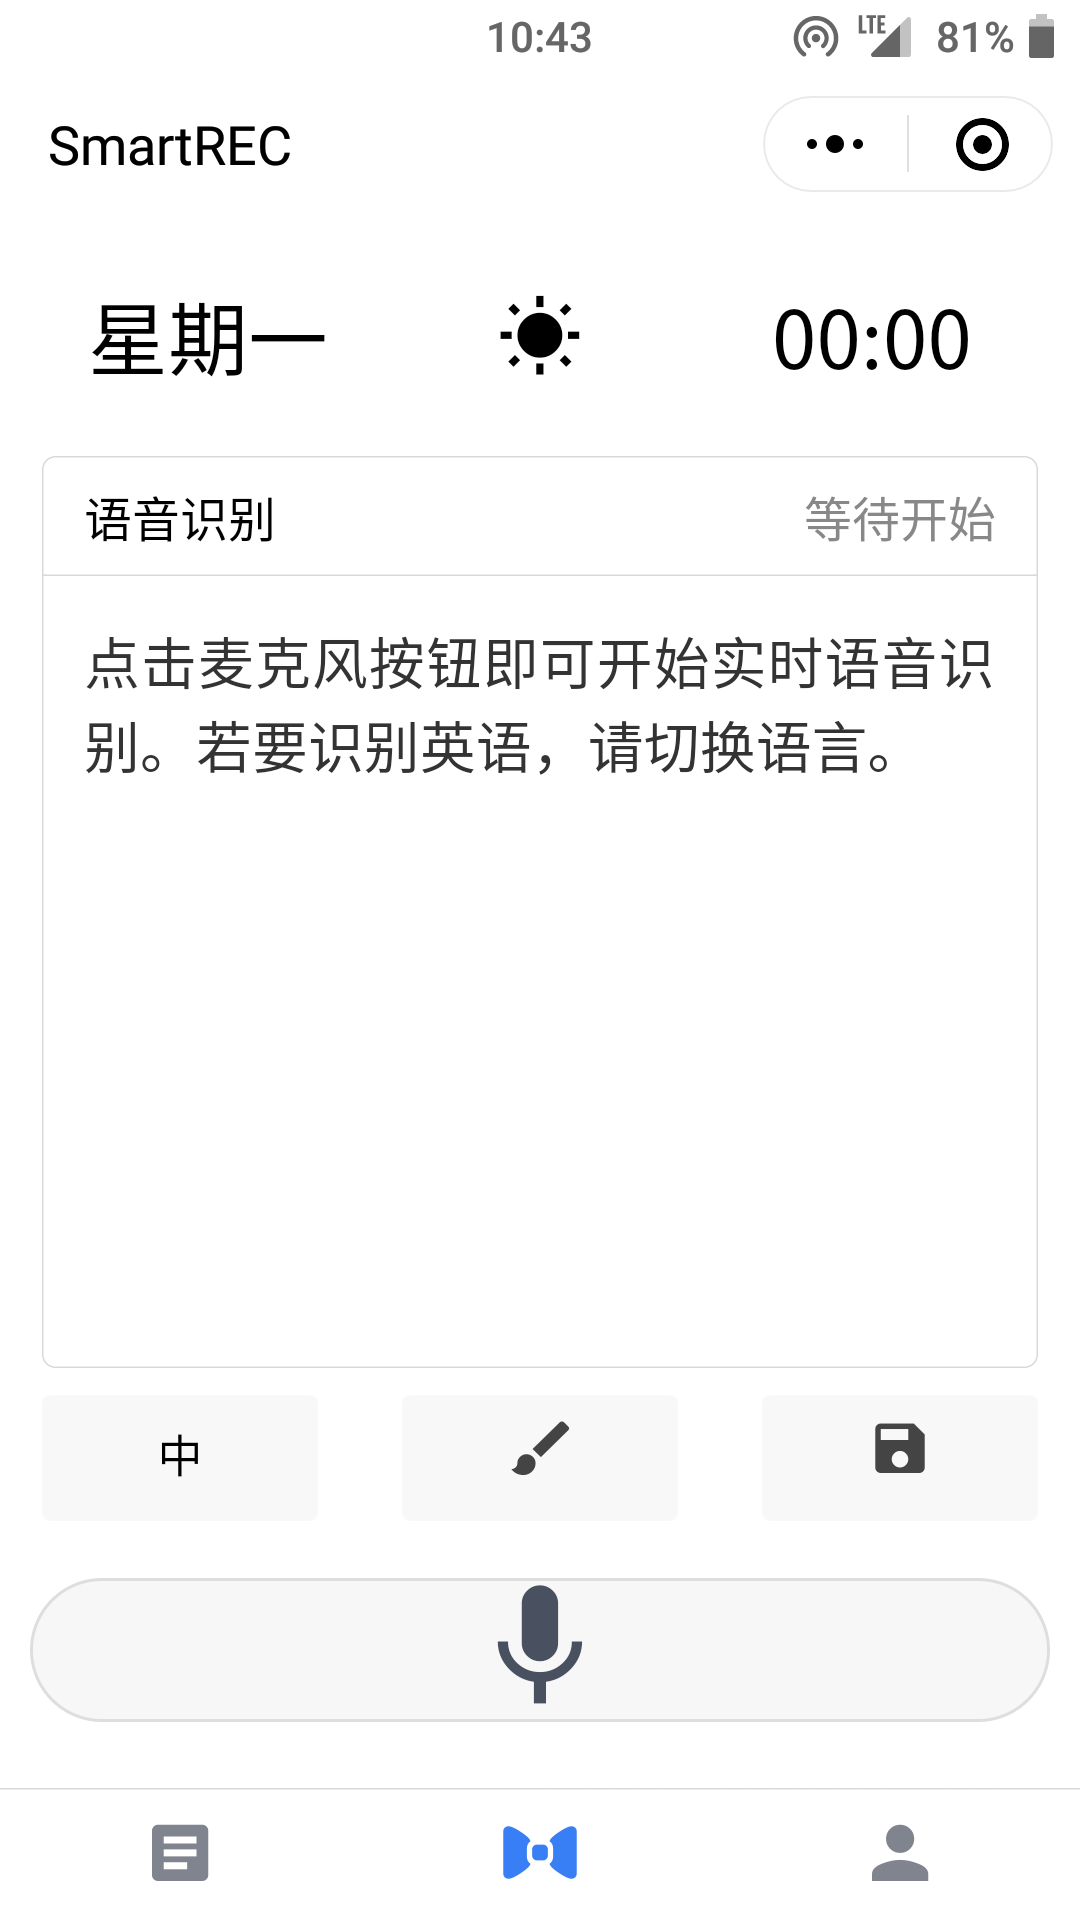 10:43
LTE
81%
SmartREC
星期一
00:00
语音识别
等待开始
点击麦克风按钮即可开始实时语音识
别。若要识别英语，请切换语言。
中